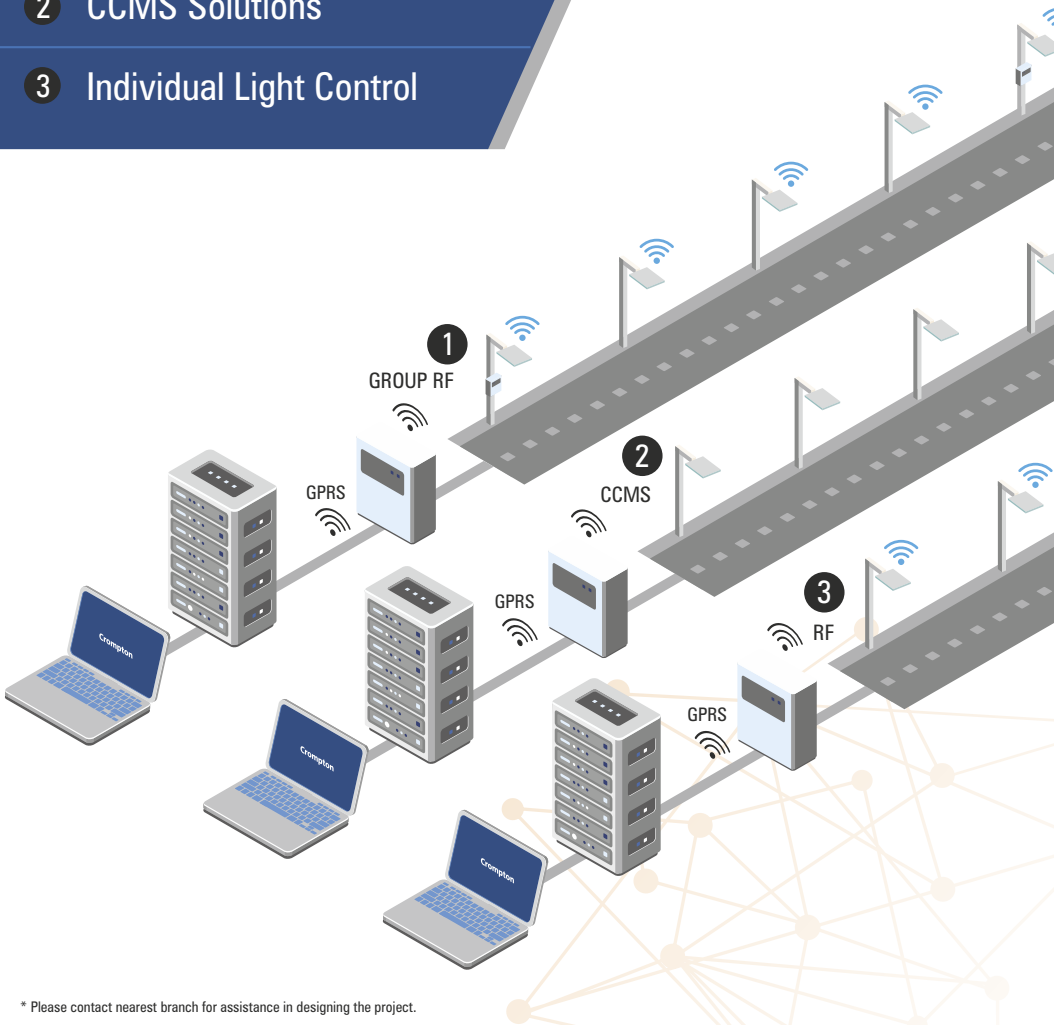 2 CCMS Solutions
3 Individual Light Control
1
GROUP RF
GPRS
2
CCMS
GPRS
3
RF
GPRS
Crompton
Crompton
Crompton
* Please contact nearest branch for assistance in designing the project.